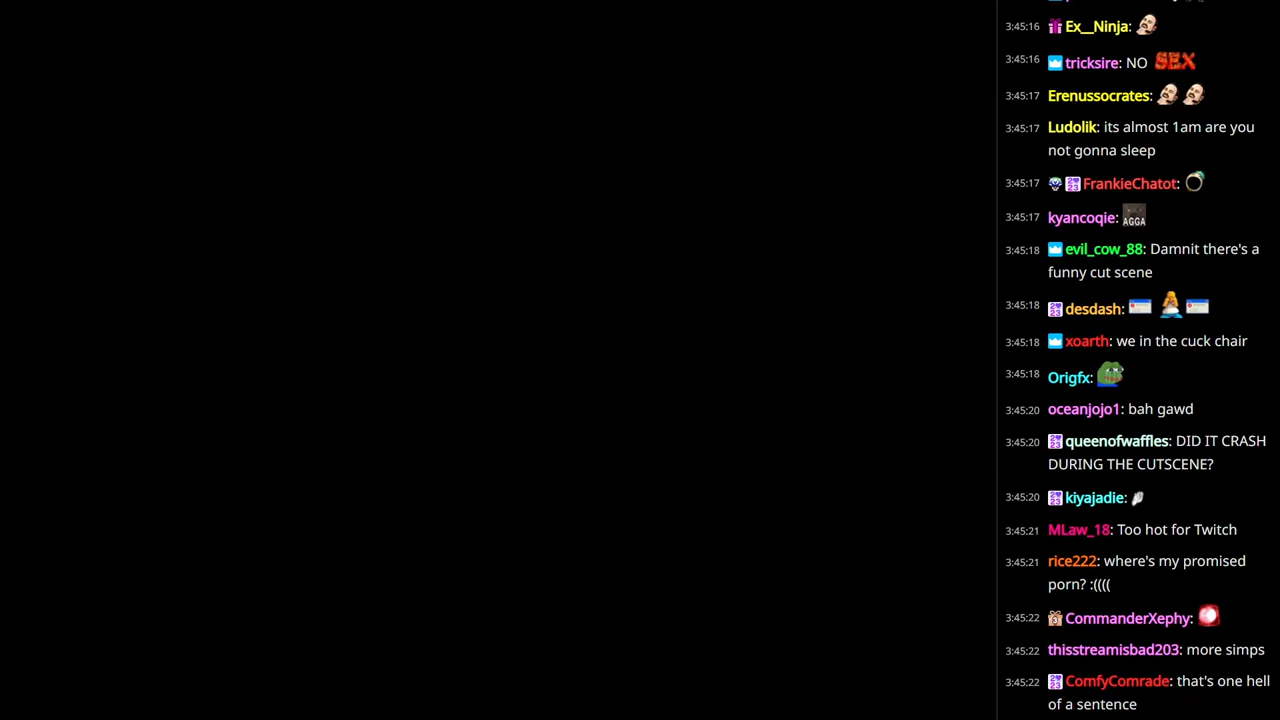 3:45:16 Ex__Ninja:
3:45:16 tricksire: NO SEX
3:45:17 Erenussocrates:
3:45:17 Ludolik: its almost 1am are you
not gonna sleep
3:45:17 FrankieChatot:
3:45:17 kyancoqie: AGGA
3:45:18 evil_cow_88: Damnit there's a
funny cut scene
3:45:18 desdash:
3:45:18 xoarth: we in the cuck chair
3:45:18 Origfx:
3:45:20 oceanjojo1: bah gawd
3:45:20 queenofwaffles: DID IT CRASH
DURING THE CUTSCENE?
3:45:20 kiyajadie:
3:45:21 MLaw_18: Too hot for Twitch
3:45:21 rice222: where's my promised
porn? :((((
3:45:22 CommanderXephy:
3:45:22 thisstreamisbad203: more simps
3:45:22 ComfyComrade: that's one hell
of a sentence